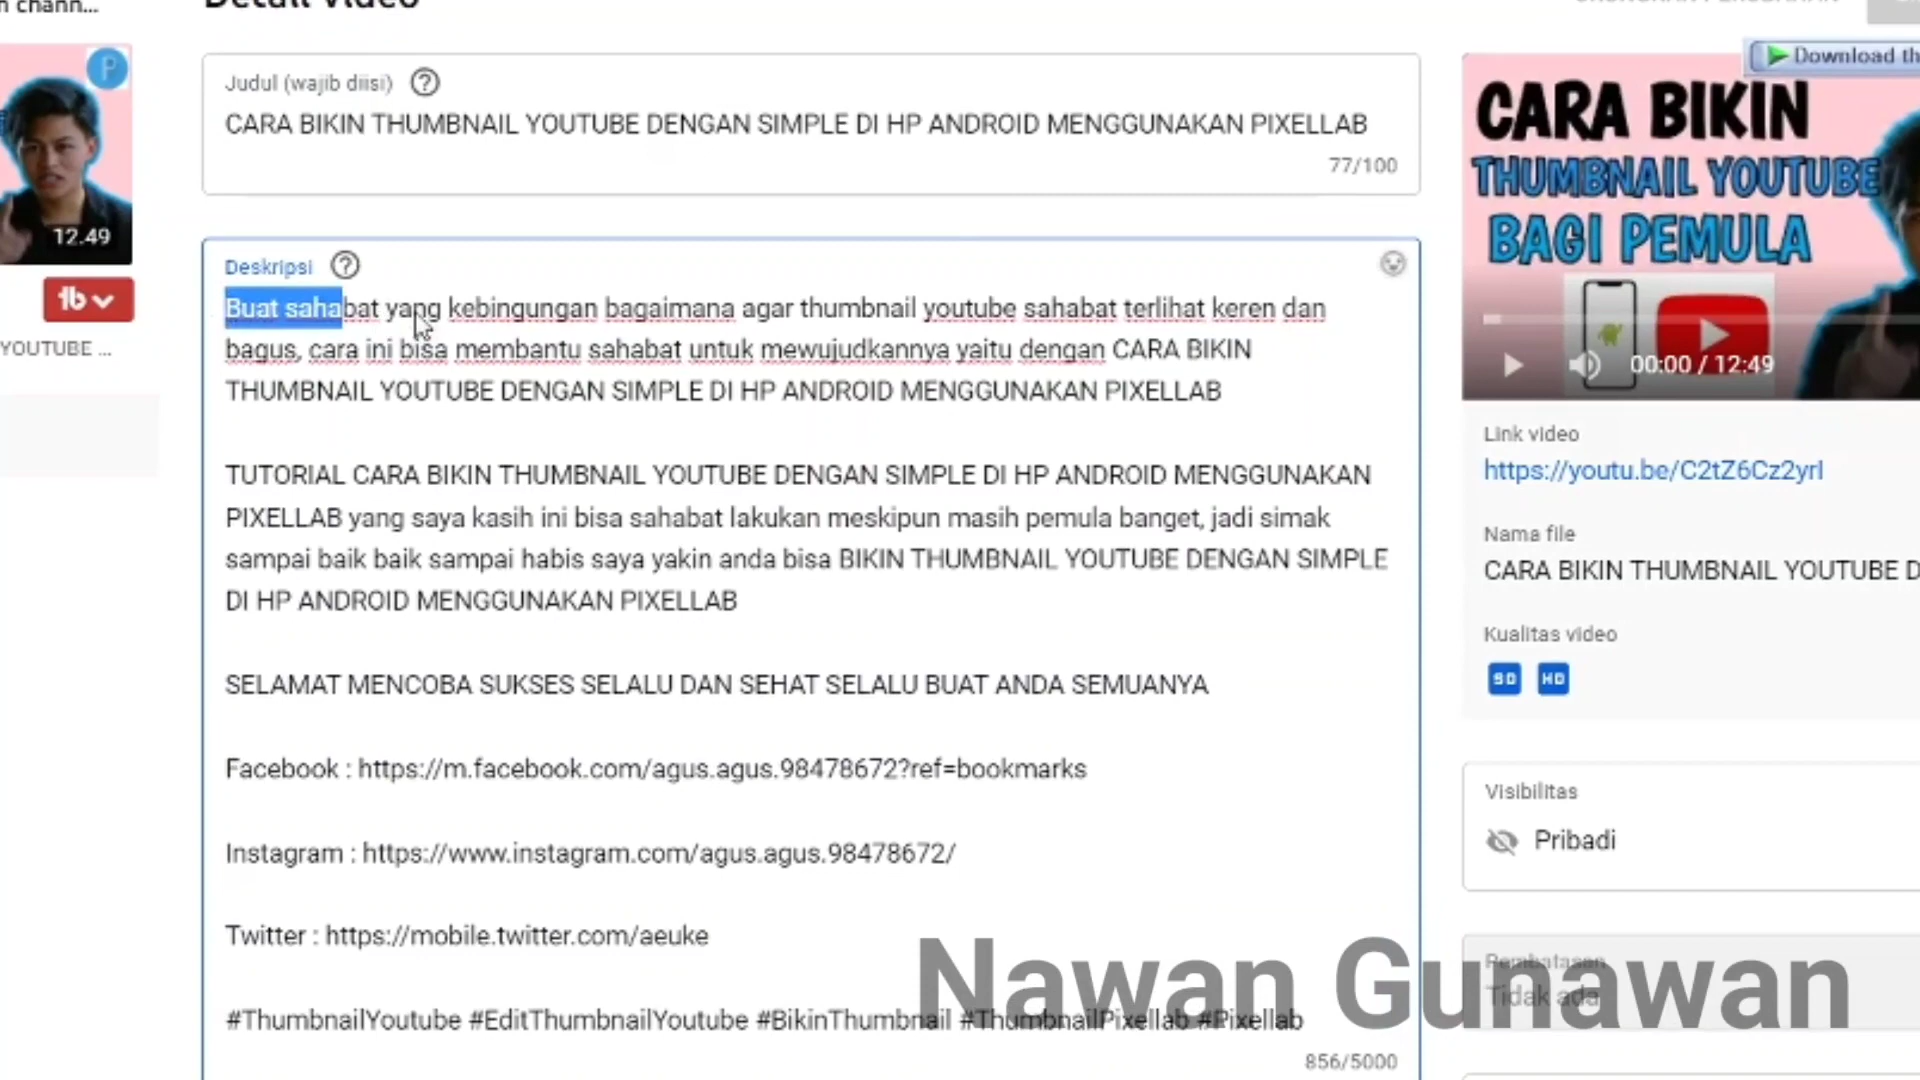 Detail Video
Judul (wajib diisi)
CARA BIKIN THUMBNAIL YOUTUBE DENGAN SIMPLE DI HP ANDROID MENGGUNAKAN PIXELLAB
77/100
P
12.49
YOUTUBE ...
Deskripsi
Buat sahabat yang kebingungan bagaimana agar thumbnail youtube sahabat terlihat keren dan
bagus, cara ini bisa membantu sahabat untuk mewujudkannya yaitu dengan CARA BIKIN
THUMBNAIL YOUTUBE DENGAN SIMPLE DI HP ANDROID MENGGUNAKAN PIXELLAB
TUTORIAL CARA BIKIN THUMBNAIL YOUTUBE DENGAN SIMPLE DI HP ANDROID MENGGUNAKAN
PIXELLAB yang saya kasih ini bisa sahabat lakukan meskipun masih pemula banget, jadi simak
sampai baik baik sampai habis saya yakin anda bisa BIKIN THUMBNAIL YOUTUBE DENGAN SIMPLE
DI HP ANDROID MENGGUNAKAN PIXELLAB
SELAMAT MENCOBA SUKSES SELALU DAN SEHAT SELALU BUAT ANDA SEMUANYA
Facebook : https://m.facebook.com/agus.agus.98478672?ref=bookmarks
Instagram : https://www.instagram.com/agus.agus.98478672/
Twitter : https://mobile.twitter.com/aeuke
#ThumbnailYoutube #EditThumbnailYoutube #BikinThumbnail #ThumbnailPixellab #Pixellab
856/5000
Download th
CARA BIKIN
THUMBNAIL YOUTUBE
BAGI PEMULA
00:00 / 12:49
Link video
https://youtu.be/C2tZ6Cz2yrI
Nama file
CARA BIKIN THUMBNAIL YOUTUBE D
Kualitas video
SD HD
Visibilitas
Pribadi
Pembatasan
Tidak ada
Nawan Gunawan